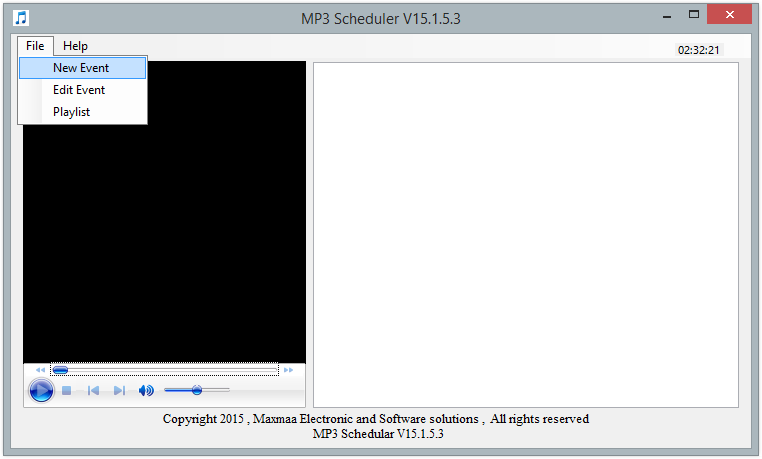 MP3 Scheduler V15.1.5.3
File Help
02:32:21
New Event
Edit Event
Playlist
Copyright 2015 , Maxmaa Electronic and Software solutions , All rights reserved
MP3 Schedular V15.1.5.3